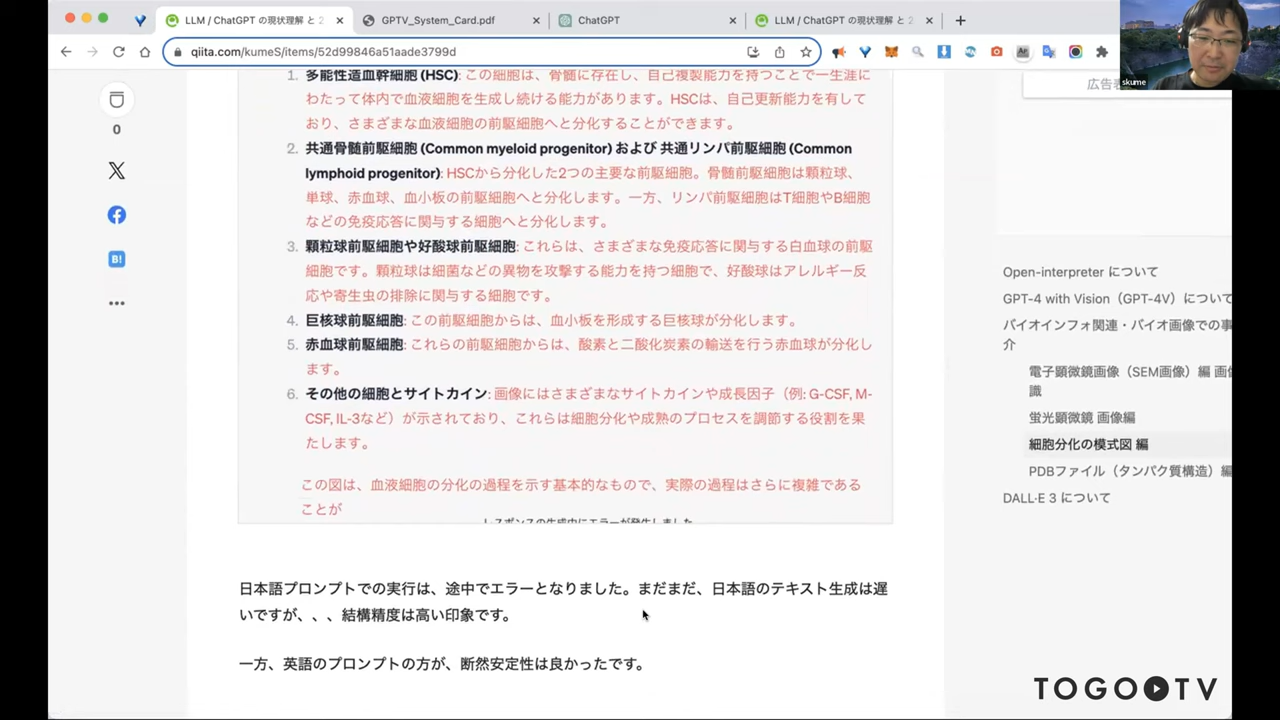 LLM / ChatGPT の現状理解 と 2
GPTV_System_Card.pdf
ChatGPT
LLM / ChatGPT の現状理解 と 2
qiita.com/kumeS/items/52d99846a51aade3799d
skume
広告
0
1. 多能性造血幹細胞 (HSC): この細胞は、骨髄に存在し、自己複製能力を持つことで一生涯に
わたって体内で血液細胞を生成し続ける能力があります。HSCは、自己更新能力を有して
おり、さまざまな血液細胞の前駆細胞へと分化することができます。
2. 共通骨髄前駆細胞 (Common myeloid progenitor) および 共通リンパ前駆細胞 (Common
lymphoid progenitor): HSCから分化した2つの主要な前駆細胞。骨髄前駆細胞は顆粒球、
単球、赤血球、血小板の前駆細胞へと分化します。一方、リンパ前駆細胞はT細胞やB細胞
などの免疫応答に関与する細胞へと分化します。
3. 顆粒球前駆細胞や好酸球前駆細胞: これらは、さまざまな免疫応答に関与する白血球の前駆
細胞です。顆粒球は細菌などの異物を攻撃する能力を持つ細胞で、好酸球はアレルギー反
応や寄生虫の排除に関与する細胞です。
4. 巨核球前駆細胞: この前駆細胞からは、血小板を形成する巨核球が分化します。
5. 赤血球前駆細胞: これらの前駆細胞からは、酸素と二酸化炭素の輸送を行う赤血球が分化し
ます。
6. その他の細胞とサイトカイン: 画像にはさまざまなサイトカインや成長因子（例: G-CSF, M-
CSF, IL-3など）が示されており、これらは細胞分化や成熟のプロセスを調節する役割を果
たします。
この図は、血液細胞の分化の過程を示す基本的なもので、実際の過程はさらに複雑である
ことが
レスポンスの生成中にエラーが発生しました
日本語プロンプトでの実行は、途中でエラーとなりました。まだまだ、日本語のテキスト生成は遅
いですが、、、結構精度は高い印象です。
一方、英語のプロンプトの方が、断然安定性は良かったです。
B!
Open-interpreter について
GPT-4 with Vision（GPT-4V）について
バイオインフォ関連・バイオ画像での事
介
電子顕微鏡画像（SEM画像）編 画像
識
蛍光顕微鏡 画像編
細胞分化の模式図 編
PDBファイル（タンパク質構造）編
DALL·E 3 について
TOGO TV